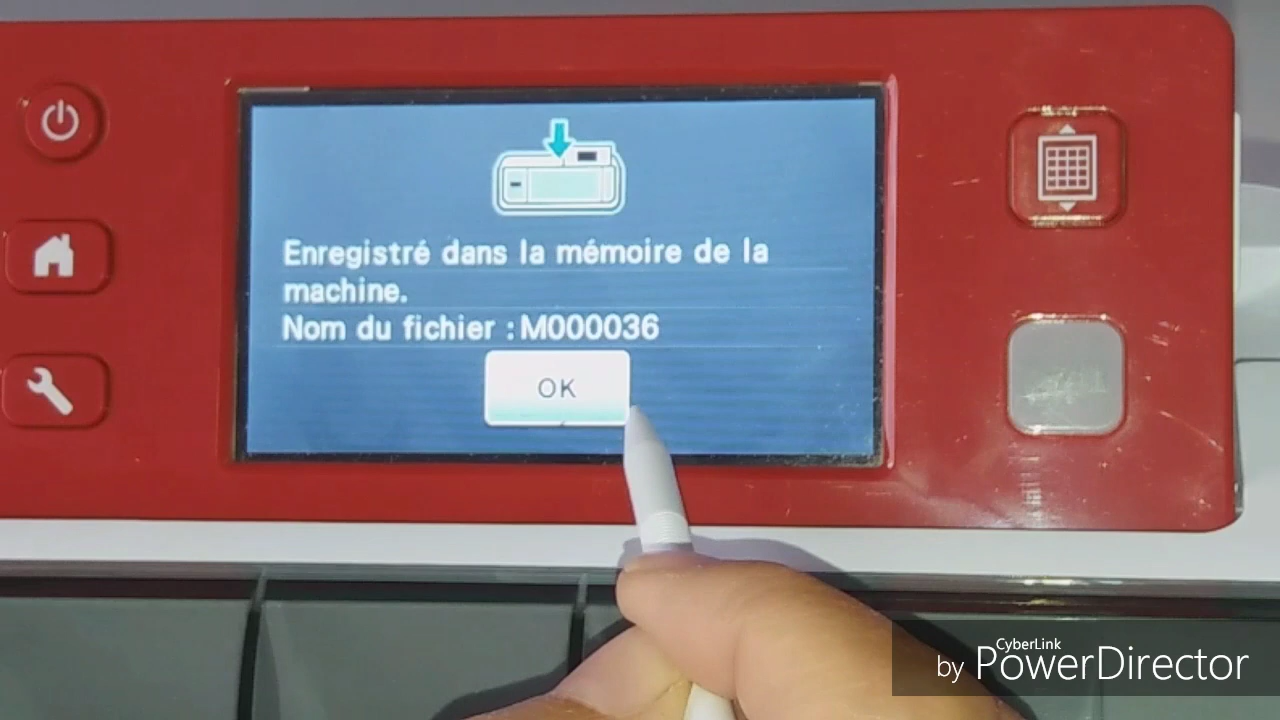 Enregistré dans la mémoire de la
machine.
Nom du fichier : M000036
OK
CyberLink
by PowerDirector